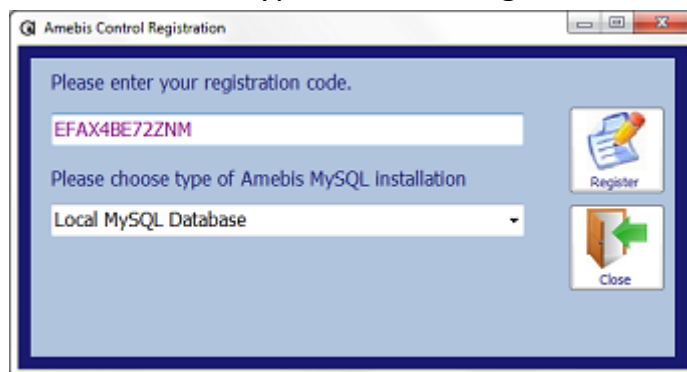 Amebis Control Registration
Please enter your registration code.
EFAX4BE72ZNM
Please choose type of Amebis MySQL installation
Local MySQL Database
Register
Close